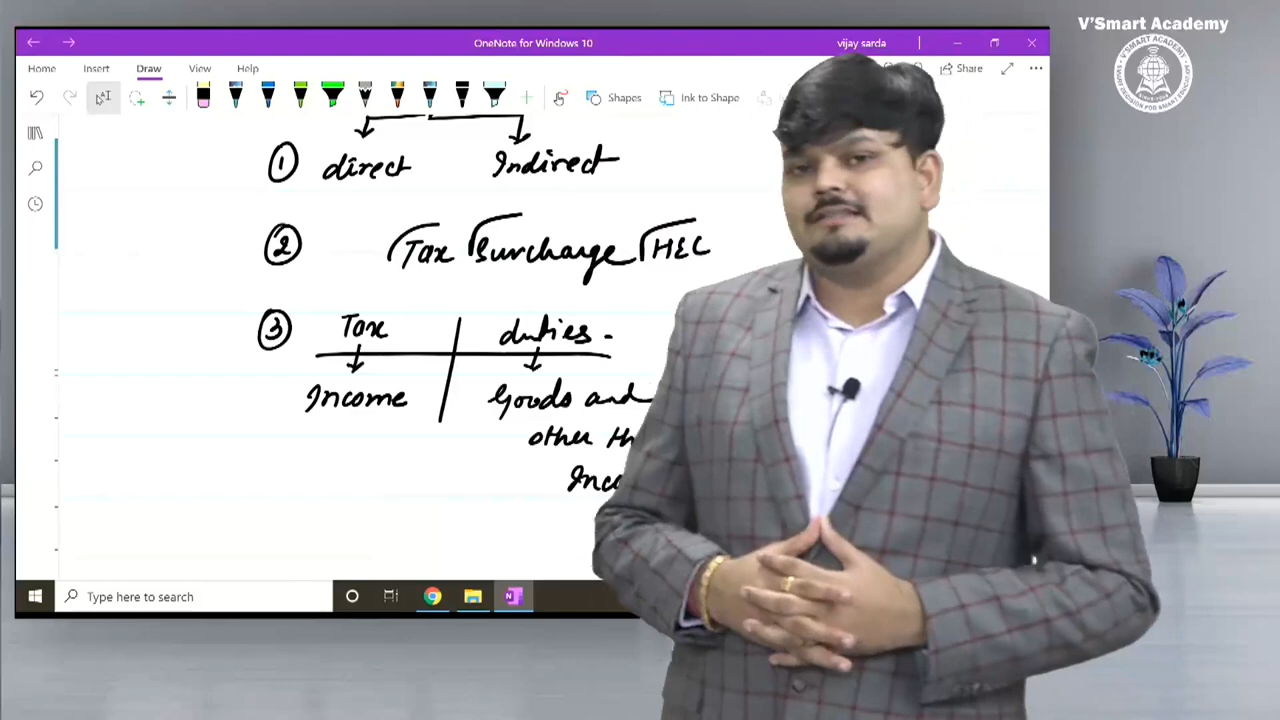 V'Smart Academy
OneNote for Windows 10
vijay sarda
Home Insert Draw View Help
Share
Shapes Ink to Shape
① direct Indirect
② Tax Surcharge HEC
③ Tax duties -
Income Goods and
other
Type here to search